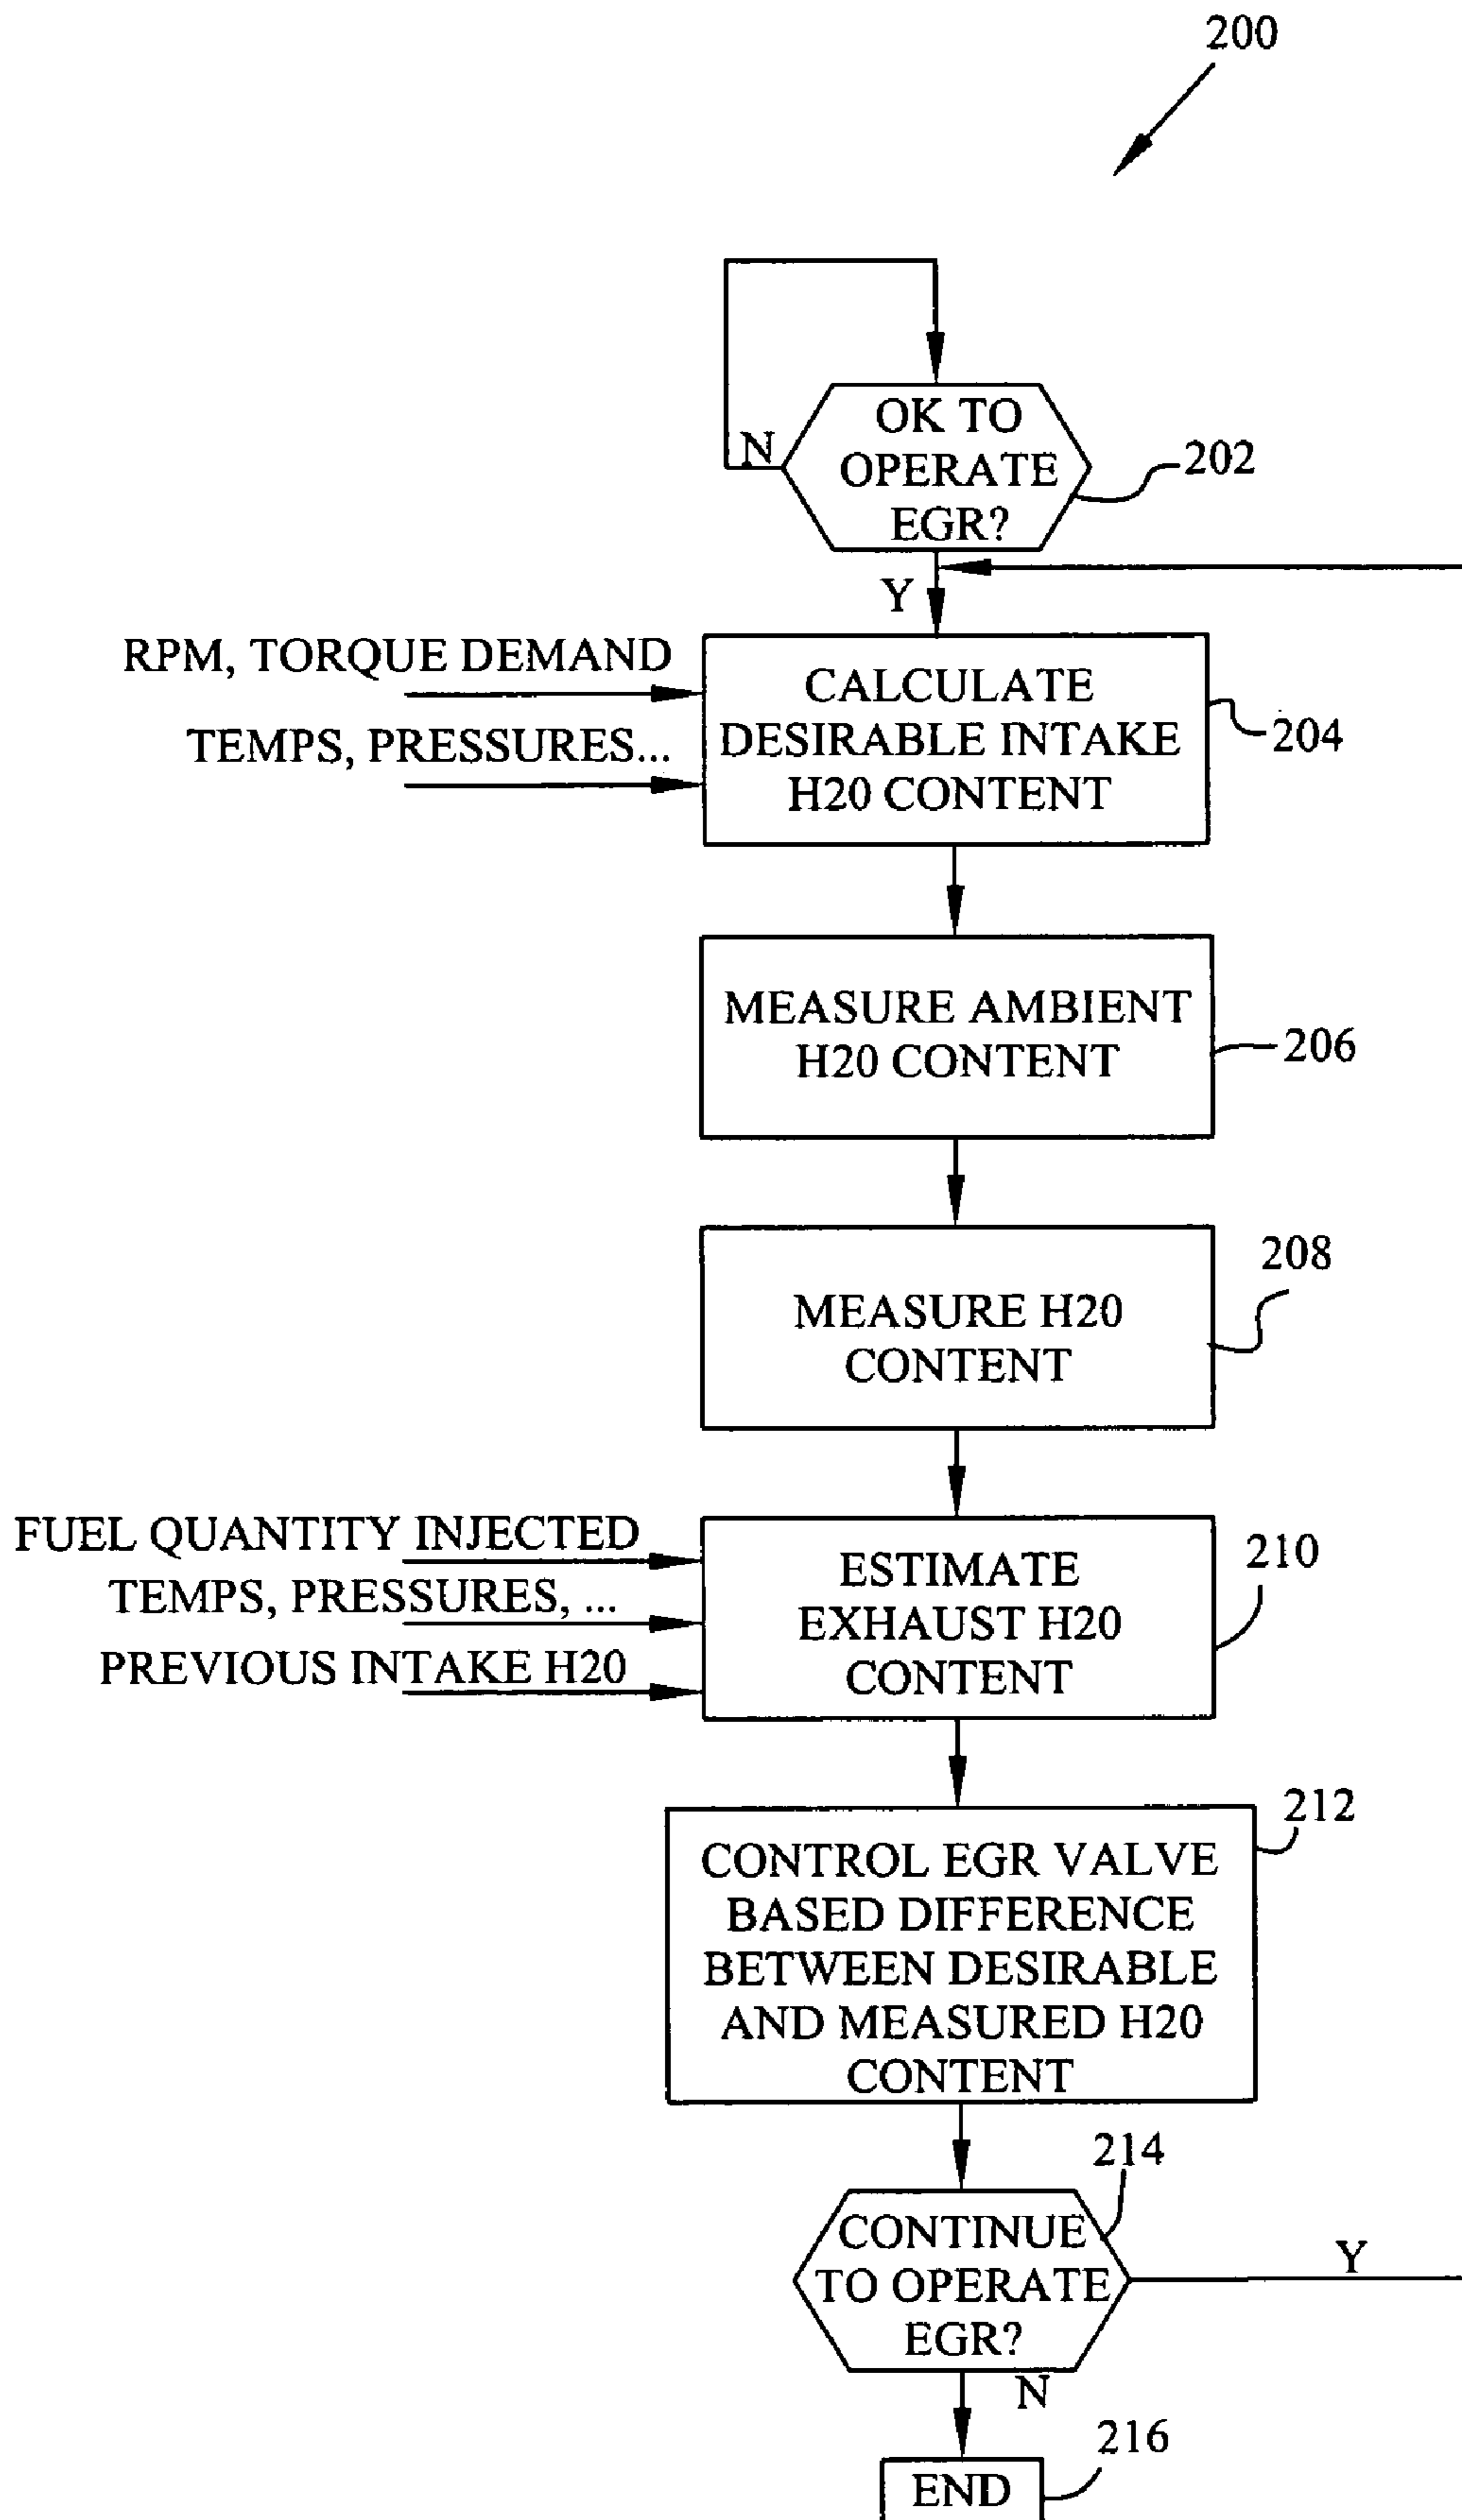 200
OK TO
OPERATE
EGR?
N
202
Y
RPM, TORQUE DEMAND
TEMPS, PRESSURES...
CALCULATE
DESIRABLE INTAKE
H20 CONTENT
204
MEASURE AMBIENT
H20 CONTENT
206
MEASURE H20
CONTENT
208
FUEL QUANTITY INJECTED
TEMPS, PRESSURES, ...
PREVIOUS INTAKE H20
ESTIMATE
EXHAUST H20
CONTENT
210
CONTROL EGR VALVE
BASED DIFFERENCE
BETWEEN DESIRABLE
AND MEASURED H20
CONTENT
212
CONTINUE
TO OPERATE
EGR?
214
Y
N
END
216